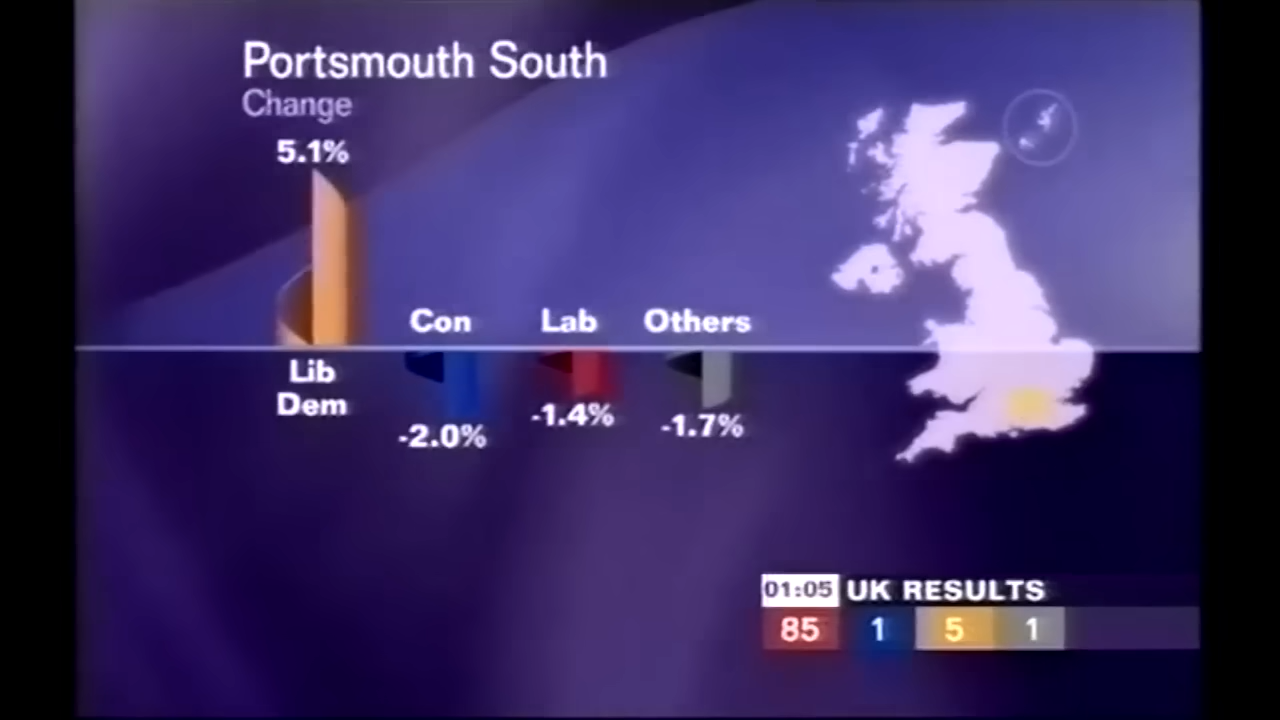 Portsmouth South
Change
5.1%
Con Lab Others
Lib
Dem
-2.0% -1.4% -1.7%
01:05 UK RESULTS
85 1 5 1